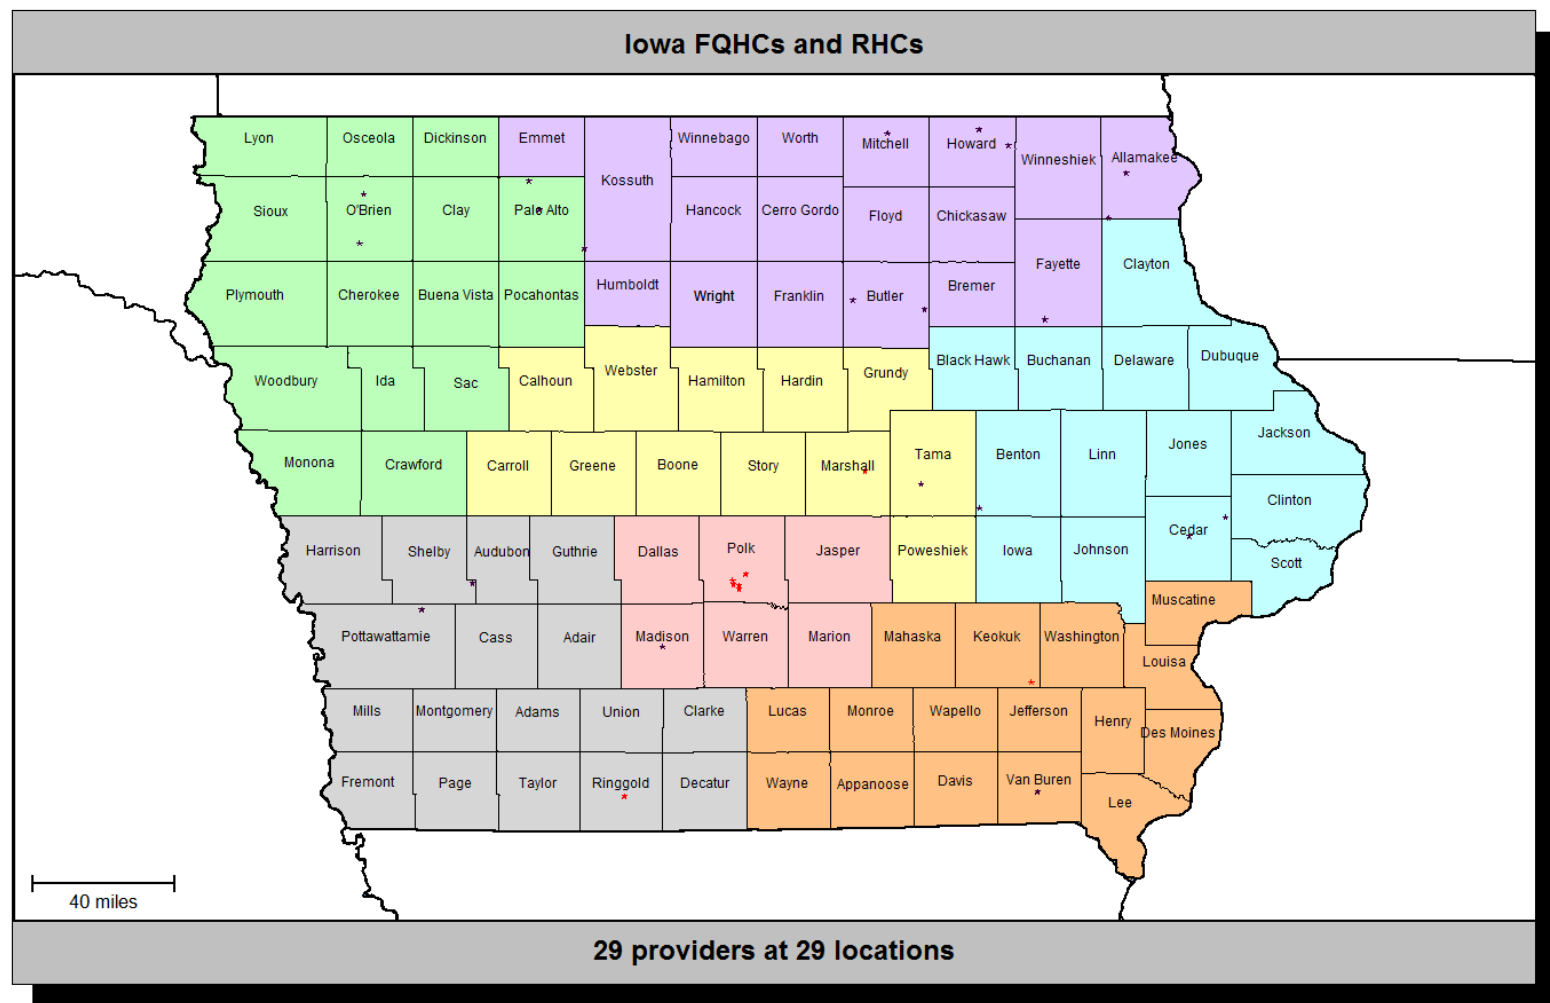 Iowa FQHCs and RHCs
Lyon
Osceola
Dickinson
Emmet
Kossuth
Winnebago
Worth
Mitchell
Howard
Winneshiek
Allamakee
Sioux
O'Brien
Clay
Palo Alto
Hancock
Cerro Gordo
Floyd
Chickasaw
Fayette
Clayton
Plymouth
Cherokee
Buena Vista
Pocahontas
Humboldt
Wright
Franklin
Butler
Bremer
Woodbury
Ida
Sac
Calhoun
Webster
Hamilton
Hardin
Grundy
Black Hawk
Buchanan
Delaware
Dubuque
Monona
Crawford
Carroll
Greene
Boone
Story
Marshall
Tama
Benton
Linn
Jones
Jackson
Clinton
Harrison
Shelby
Audubon
Guthrie
Dallas
Polk
Jasper
Poweshiek
Iowa
Johnson
Cedar
Scott
Muscatine
Pottawattamie
Cass
Adair
Madison
Warren
Marion
Mahaska
Keokuk
Washington
Louisa
Mills
Montgomery
Adams
Union
Clarke
Lucas
Monroe
Wapello
Jefferson
Henry
Des Moines
Fremont
Page
Taylor
Ringgold
Decatur
Wayne
Appanoose
Davis
Van Buren
Lee
40 miles
29 providers at 29 locations